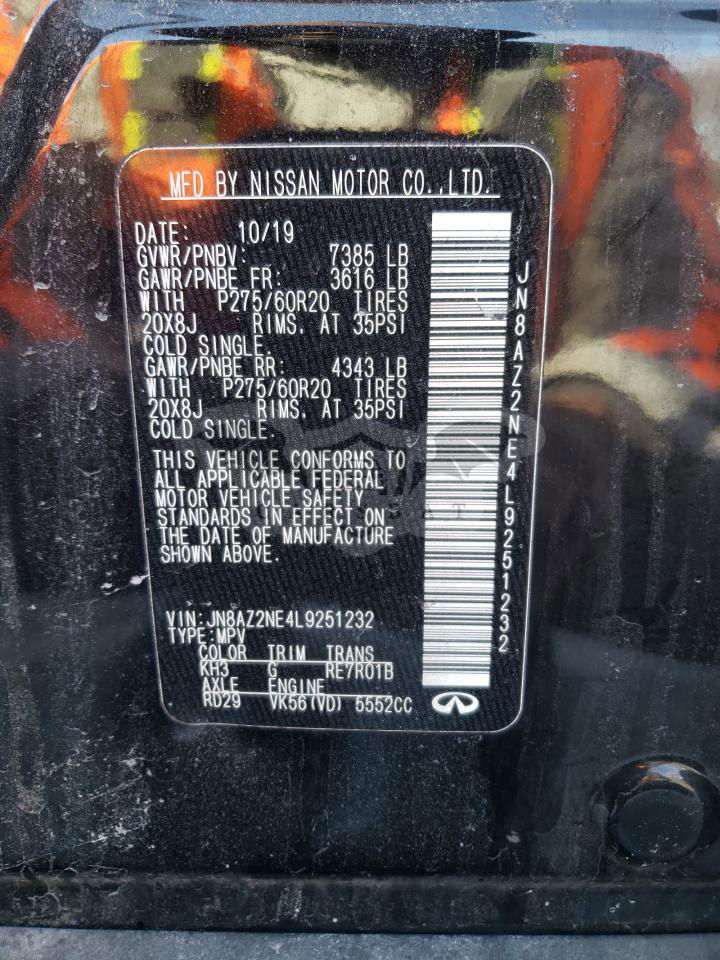 MFD BY NISSAN MOTOR CO.,LTD.
DATE: 10/19
GVWR/PNBV: 7385 LB
GAWR/PNBE FR: 3616 LB
WITH P275/60R20 TIRES
20X8J RIMS. AT 35PSI
COLD SINGLE.
GAWR/PNBE RR: 4343 LB
WITH P275/60R20 TIRES
20X8J RIMS. AT 35PSI
COLD SINGLE.
THIS VEHICLE CONFORMS TO
ALL APPLICABLE FEDERAL
MOTOR VEHICLE SAFETY
STANDARDS IN EFFECT ON
THE DATE OF MANUFACTURE
SHOWN ABOVE.
VIN:JN8AZ2NE4L9251232
TYPE:MPV
COLOR TRIM TRANS
KH3 G RE7R01B
AXLE ENGINE
RD29 VK56(VD) 5552CC
JN8AZ2NE4L9251232